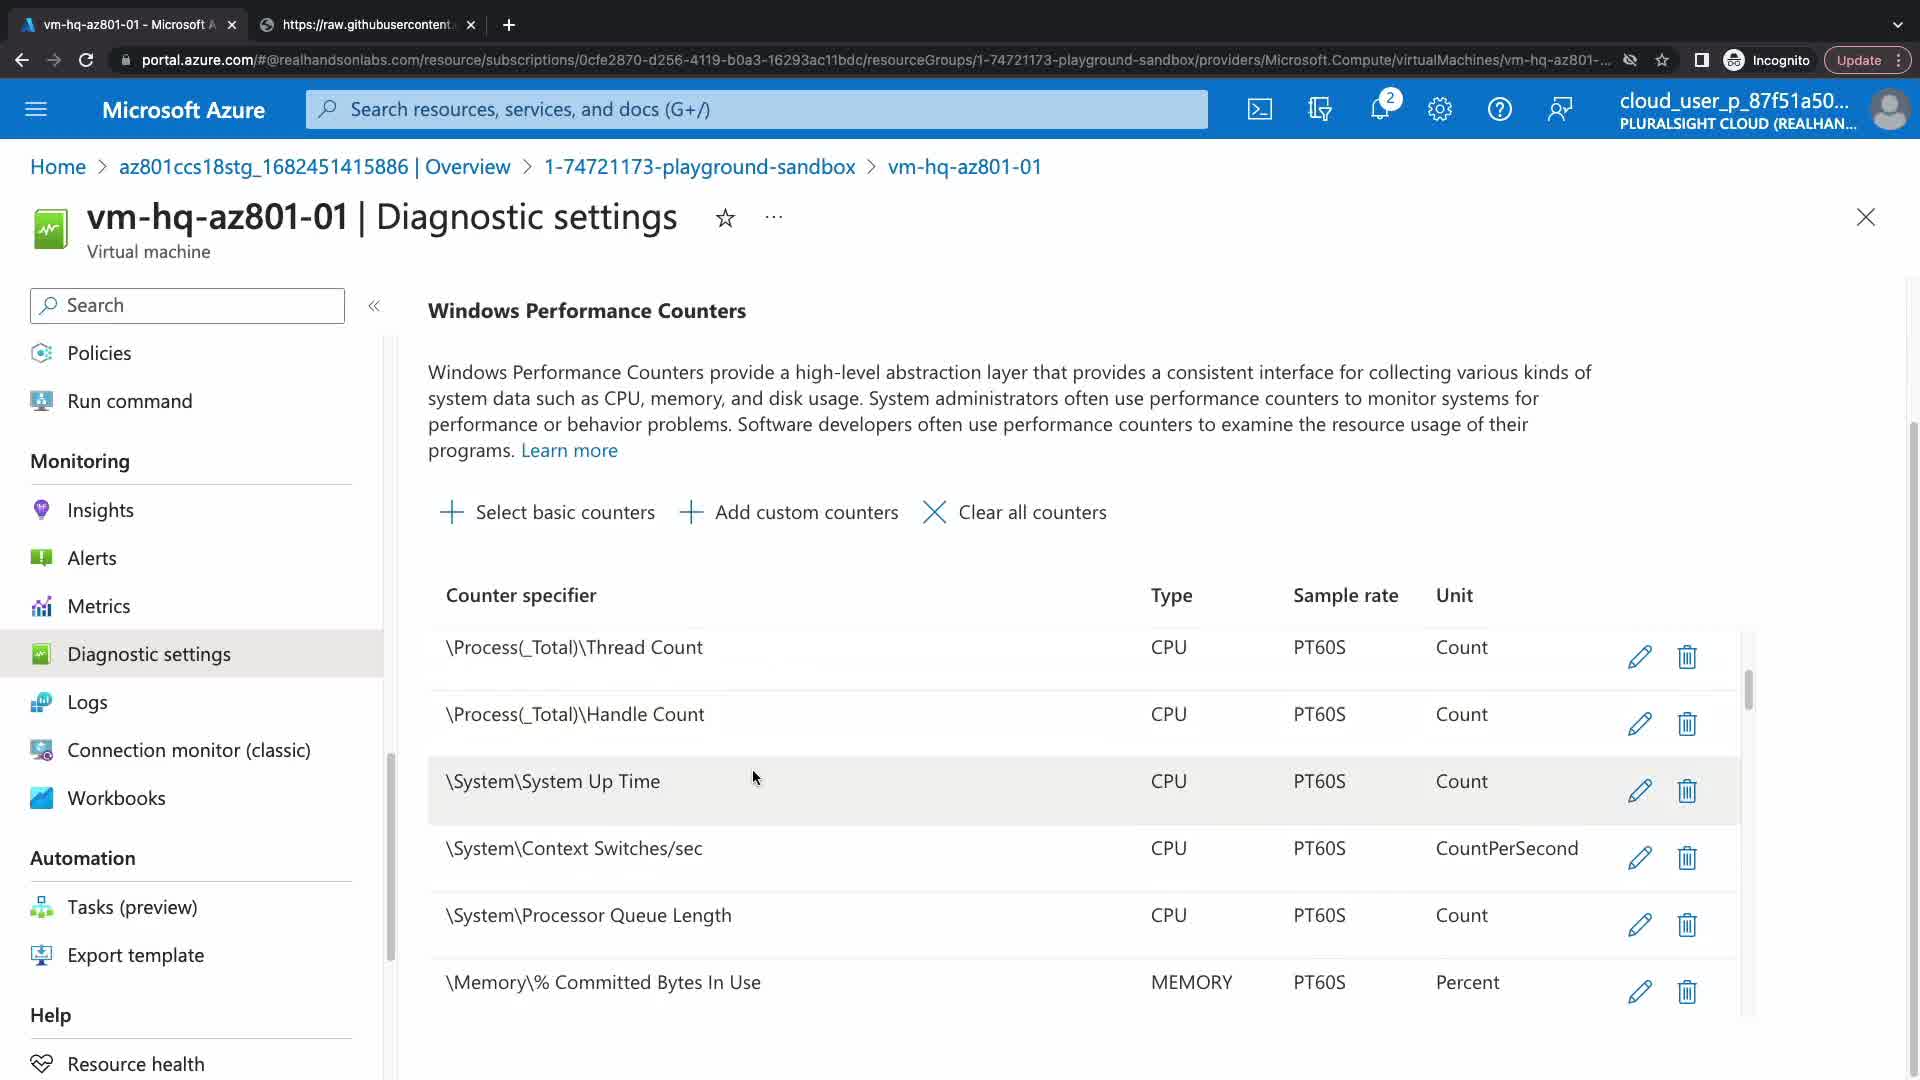 vm-hq-az801-01 - Microsoft A
https://raw.githubusercontent.
portal.azure.com/#@realhandsonlabs.com/resource/subscriptions/0cfe2870-d256-4119-b0a3-16293ac11bdc/resourceGroups/1-74721173-playground-sandbox/providers/Microsoft.Compute/virtualMachines/vm-hq-az801-...
Incognito
Update
Microsoft Azure
Search resources, services, and docs (G+/)
2
cloud_user_p_87f51a50...
PLURALSIGHT CLOUD (REALHAN...
Home > az801ccs18stg_1682451415886 | Overview > 1-74721173-playground-sandbox > vm-hq-az801-01
vm-hq-az801-01 | Diagnostic settings
Virtual machine
Search
Policies
Run command
Monitoring
Insights
Alerts
Metrics
Diagnostic settings
Logs
Connection monitor (classic)
Workbooks
Automation
Tasks (preview)
Export template
Help
Resource health
Windows Performance Counters
Windows Performance Counters provide a high-level abstraction layer that provides a consistent interface for collecting various kinds of
system data such as CPU, memory, and disk usage. System administrators often use performance counters to monitor systems for
performance or behavior problems. Software developers often use performance counters to examine the resource usage of their
programs. Learn more
Select basic counters
Add custom counters
Clear all counters
Counter specifier Type Sample rate Unit
\Process(_Total)\Thread Count CPU PT60S Count
\Process(_Total)\Handle Count CPU PT60S Count
\System\System Up Time CPU PT60S Count
\System\Context Switches/sec CPU PT60S CountPerSecond
\System\Processor Queue Length CPU PT60S Count
\Memory\% Committed Bytes In Use MEMORY PT60S Percent